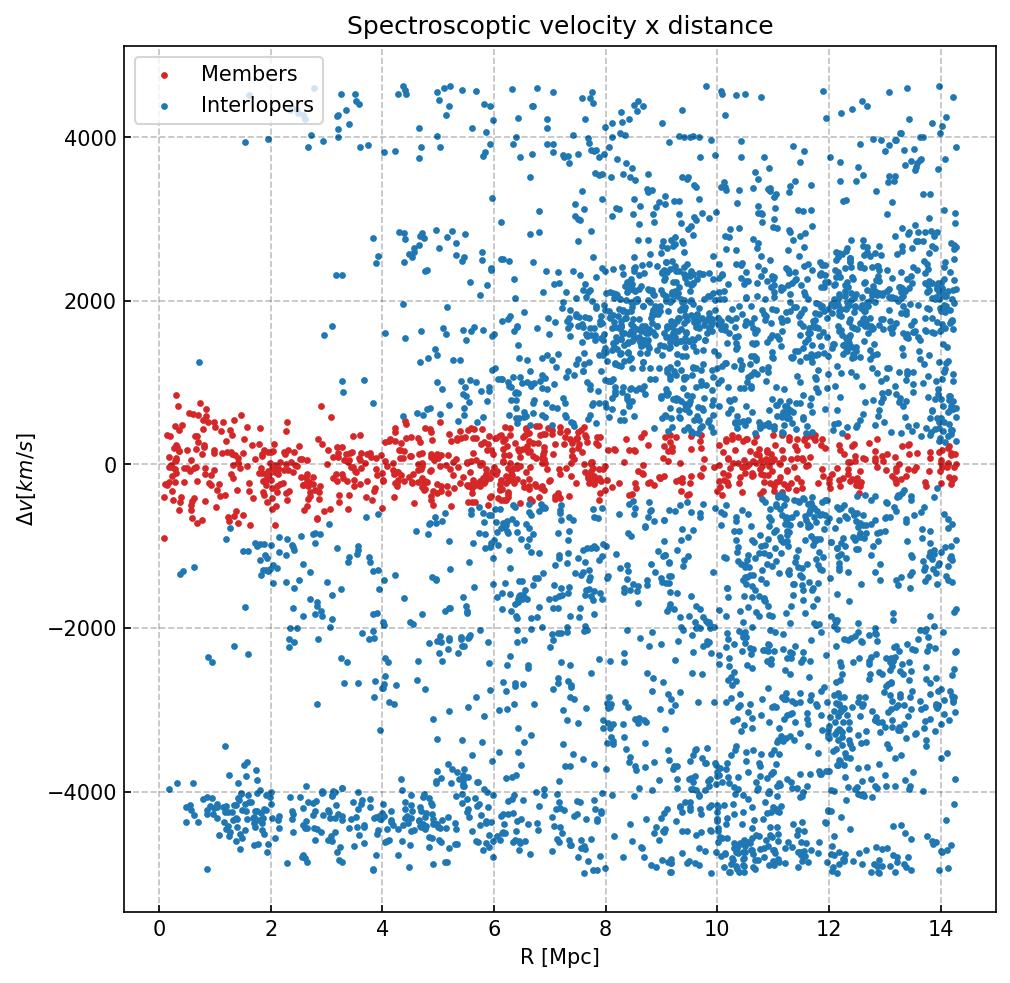 Spectroscoptic velocity x distance
Members
Interlopers
4000
2000
0
−2000
−4000
Δv[km/s]
0 2 4 6 8 10 12 14
R [Mpc]